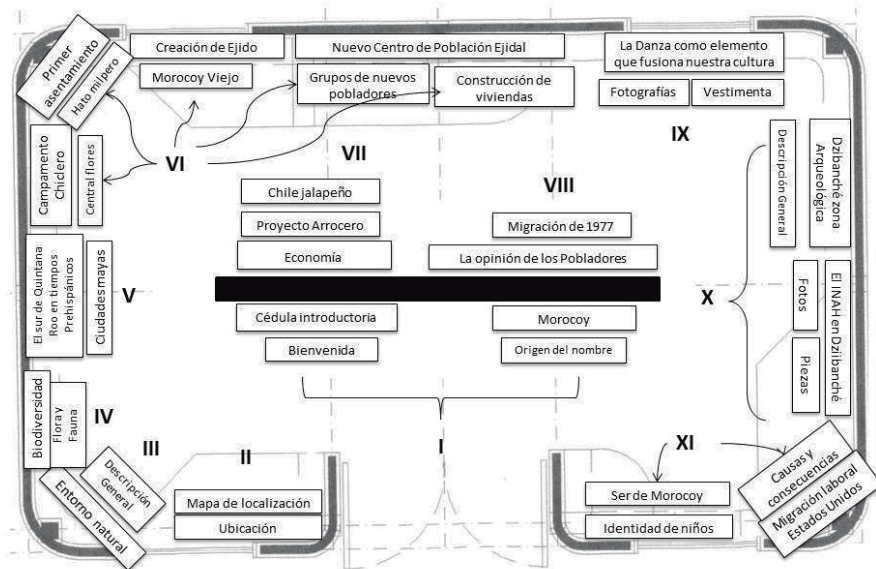 Primer
asentamiento
Hato milpero
Creación de Ejido
Morocoy Viejo
Nuevo Centro de Población Ejidal
Grupos de nuevos
pobladores
Construcción de
viviendas
La Danza como elemento
que fusiona nuestra cultura
Fotografías
Vestimenta
Campamento
Chiclero
Central flores
VI
VII
VIII
IX
Descripción General
Dzibanché zona
Arqueológica
Chile jalapeño
Proyecto Arrocero
Economía
Migración de 1977
La opinión de los Pobladores
El sur de Quintana
Roo en tiempos
Prehispánicos
Ciudades mayas
V
X
Fotos
Piezas
El INAH en Dziibanché
Cédula introductoria
Bienvenida
Morocoy
Origen del nombre
Biodiversidad
Flora y
Fauna
IV
III
II
I
XI
Descripción
General
Entorno natural
Mapa de localización
Ubicación
Ser de Morocoy
Identidad de niños
Causas y
consecuencias
Migración laboral
Estados Unidos